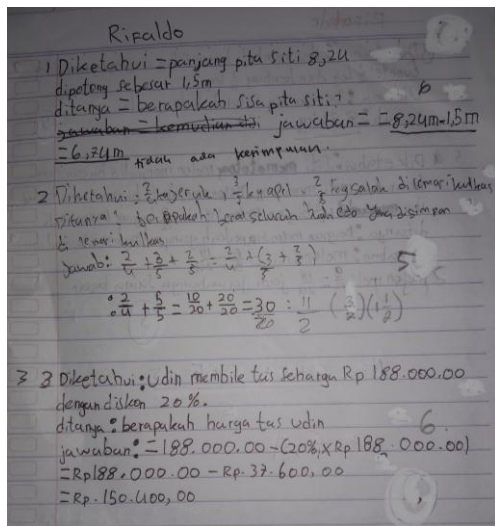 Rifaldo
1 Diketahui = panjang pita siti 8,24
dipotong sebesar 1,5m
ditanya = berapakah sisa pita siti?
6
jawaban = = 8,24m-1,5m
= 6,74m tidak ada kesimpulan.
2 Diketahui : 2/4 kg jeruk, 3/5 kg apel 2/5 kg salak di lemari kulkas
Ditanya : berapakah berat seluruh buah edo yang disimpan
di lemari kulkas
Jawab: 2/4 + 3/5 + 2/5 = 2/4 + (3/5 + 2/5)
5
: 2/4 + 5/5 = 10/20 + 20/20 = 30/20 :
3 3 Diketahui : Udin membile tas seharga Rp 188.000.00
dengan diskon 20%.
ditanya : berapakah harga tas udin
6.
jawaban : = 188.000.00 - (20% x Rp 188.000.00)
= Rp188.000.00 - Rp. 37.600,00
= Rp. 150.400,00